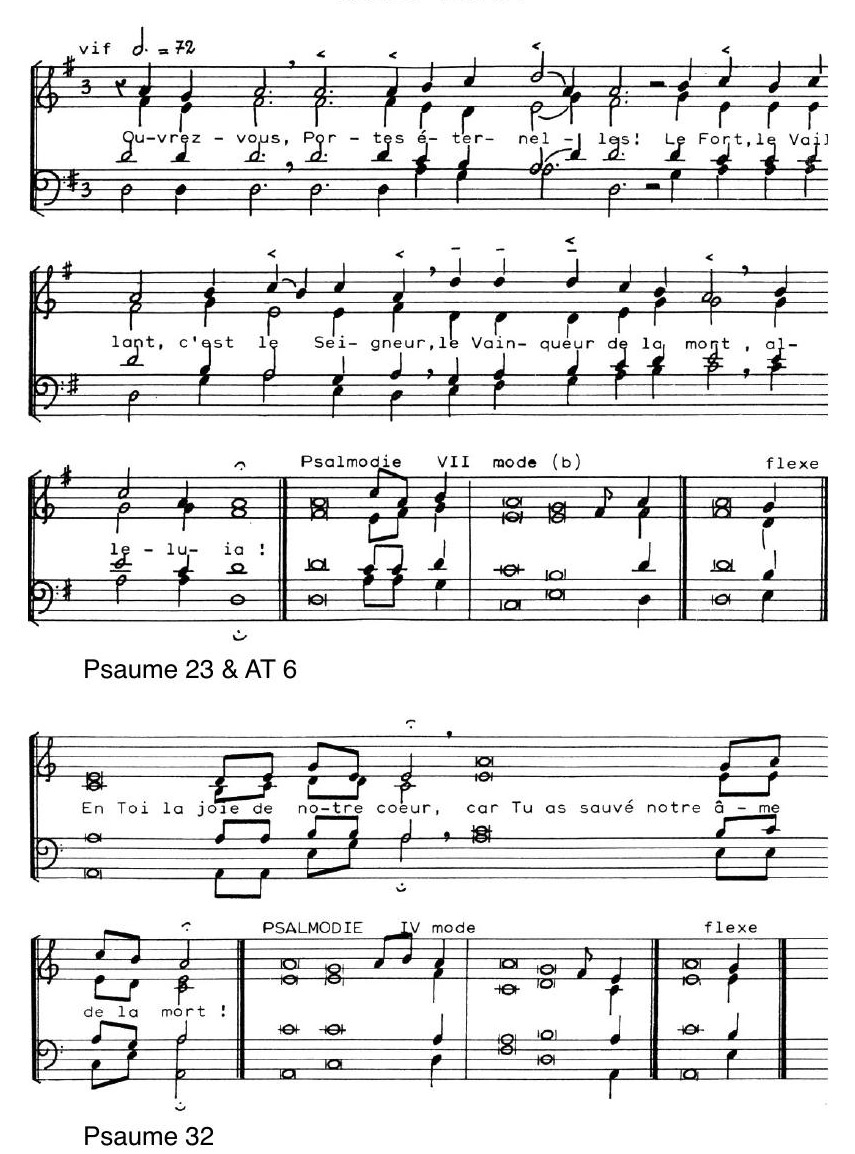 vif = 72
3
Ou-vrez - vous, Por - tes é- ter- nel - les! Le Fort, le Vail
3
lant, c'est le Sei- gneur, le Vain- queur de la mort , al-
Psalmodie VII mode (b) flexe
le - lu- ia !
Psaume 23 & AT 6
En Toi la joie de no-tre coeur, car Tu as sauvé notre â - me
PSALMODIE IV mode flexe
de la mort !
Psaume 32